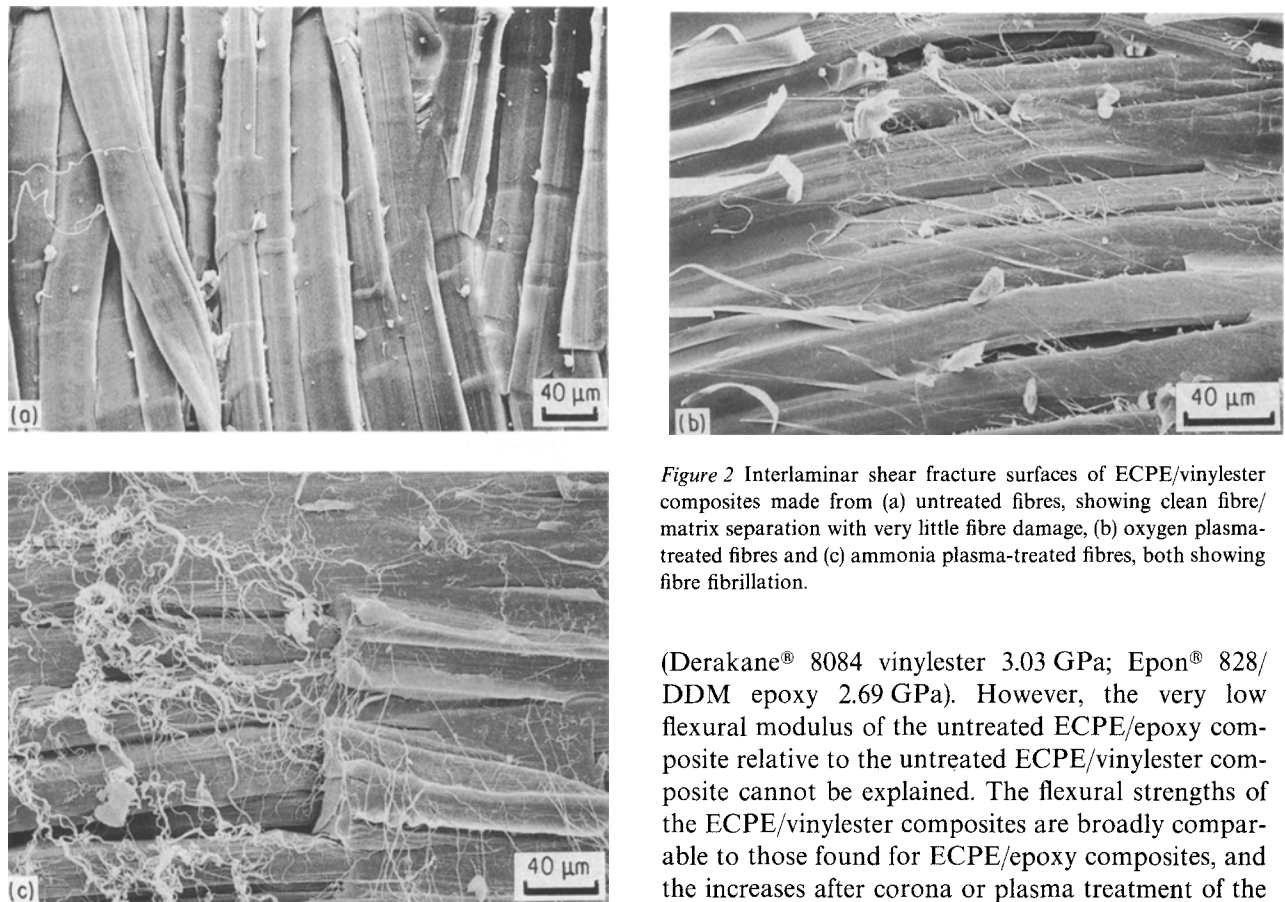 (a)
40 μm
(b)
40 μm
(c)
40 μm
Figure 2 Interlaminar shear fracture surfaces of ECPE/vinylester
composites made from (a) untreated fibres, showing clean fibre/
matrix separation with very little fibre damage, (b) oxygen plasma-
treated fibres and (c) ammonia plasma-treated fibres, both showing
fibre fibrillation.
(Derakane® 8084 vinylester 3.03 GPa; Epon® 828/
DDM epoxy 2.69 GPa). However, the very low
flexural modulus of the untreated ECPE/epoxy com-
posite relative to the untreated ECPE/vinylester com-
posite cannot be explained. The flexural strengths of
the ECPE/vinylester composites are broadly compar-
able to those found for ECPE/epoxy composites, and
the increases after corona or plasma treatment of the